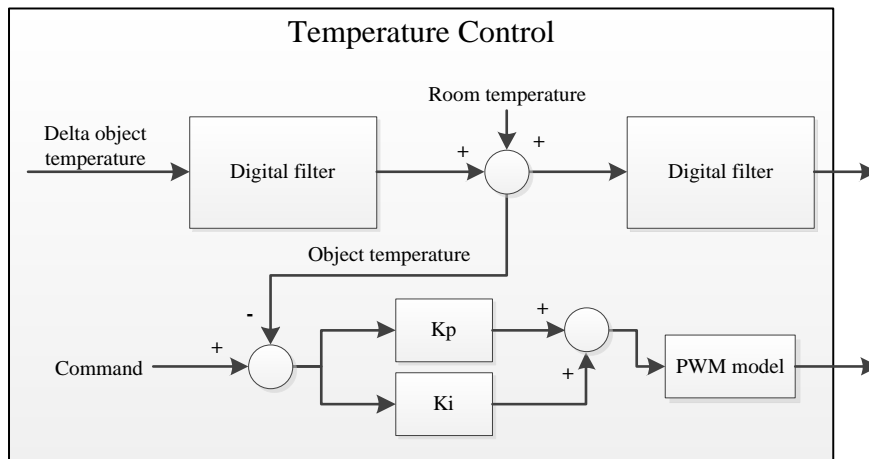 Temperature Control
Room temperature
Delta object
temperature
Digital filter
+
+
Digital filter
Object temperature
-
Command
+
Kp
+
Ki
+
PWM model